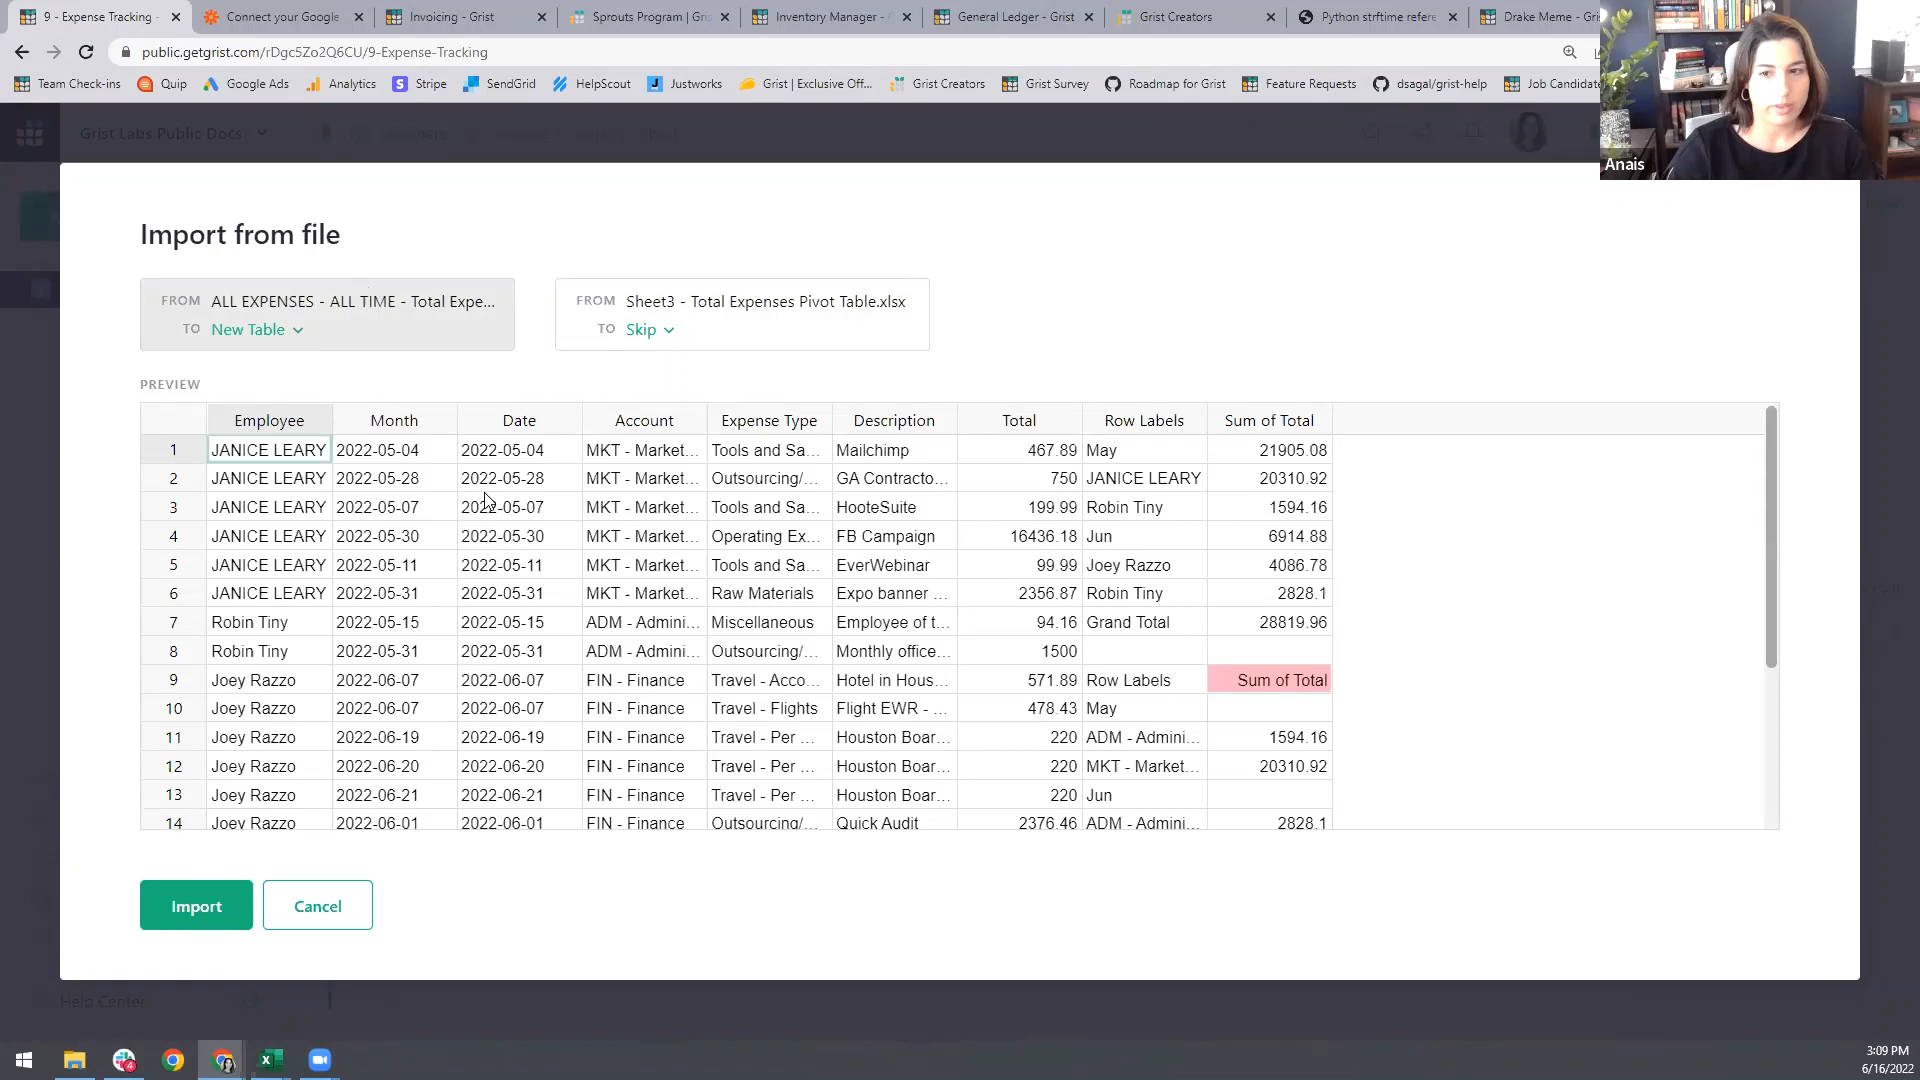 9 - Expense Tracking -
Connect your Google
Invoicing - Grist
Sprouts Program | Gris
Inventory Manager -
General Ledger - Grist
Grist Creators
Python strftime refere
Drake Meme - Gri
public.getgrist.com/rDgc5Zo2Q6CU/9-Expense-Tracking
Team Check-ins
Quip
Google Ads
Analytics
Stripe
SendGrid
HelpScout
Justworks
Grist | Exclusive Off...
Grist Creators
Grist Survey
Roadmap for Grist
Feature Requests
dsagal/grist-help
Job Candidate
Anais
Grist Labs Public Docs
Import from file
FROM ALL EXPENSES - ALL TIME - Total Expe...
TO New Table
FROM Sheet3 - Total Expenses Pivot Table.xlsx
TO Skip
PREVIEW
Employee Month Date Account Expense Type Description Total Row Labels Sum of Total
1 JANICE LEARY 2022-05-04 2022-05-04 MKT - Market... Tools and Sa... Mailchimp 467.89 May 21905.08
2 JANICE LEARY 2022-05-28 2022-05-28 MKT - Market... Outsourcing/... GA Contracto... 750 JANICE LEARY 20310.92
3 JANICE LEARY 2022-05-07 2022-05-07 MKT - Market... Tools and Sa... HooteSuite 199.99 Robin Tiny 1594.16
4 JANICE LEARY 2022-05-30 2022-05-30 MKT - Market... Operating Ex... FB Campaign 16436.18 Jun 6914.88
5 JANICE LEARY 2022-05-11 2022-05-11 MKT - Market... Tools and Sa... EverWebinar 99.99 Joey Razzo 4086.78
6 JANICE LEARY 2022-05-31 2022-05-31 MKT - Market... Raw Materials Expo banner ... 2356.87 Robin Tiny 2828.1
7 Robin Tiny 2022-05-15 2022-05-15 ADM - Admini... Miscellaneous Employee of t... 94.16 Grand Total 28819.96
8 Robin Tiny 2022-05-31 2022-05-31 ADM - Admini... Outsourcing/... Monthly office... 1500
9 Joey Razzo 2022-06-07 2022-06-07 FIN - Finance Travel - Acco... Hotel in Hous... 571.89 Row Labels Sum of Total
10 Joey Razzo 2022-06-07 2022-06-07 FIN - Finance Travel - Flights Flight EWR - ... 478.43 May
11 Joey Razzo 2022-06-19 2022-06-19 FIN - Finance Travel - Per ... Houston Boar... 220 ADM - Admini... 1594.16
12 Joey Razzo 2022-06-20 2022-06-20 FIN - Finance Travel - Per ... Houston Boar... 220 MKT - Market... 20310.92
13 Joey Razzo 2022-06-21 2022-06-21 FIN - Finance Travel - Per ... Houston Boar... 220 Jun
14 Joey Razzo 2022-06-01 2022-06-01 FIN - Finance Outsourcing/... Quick Audit 2376.46 ADM - Admini... 2828.1
Import
Cancel
Help Center
4
3:09 PM
6/16/2022